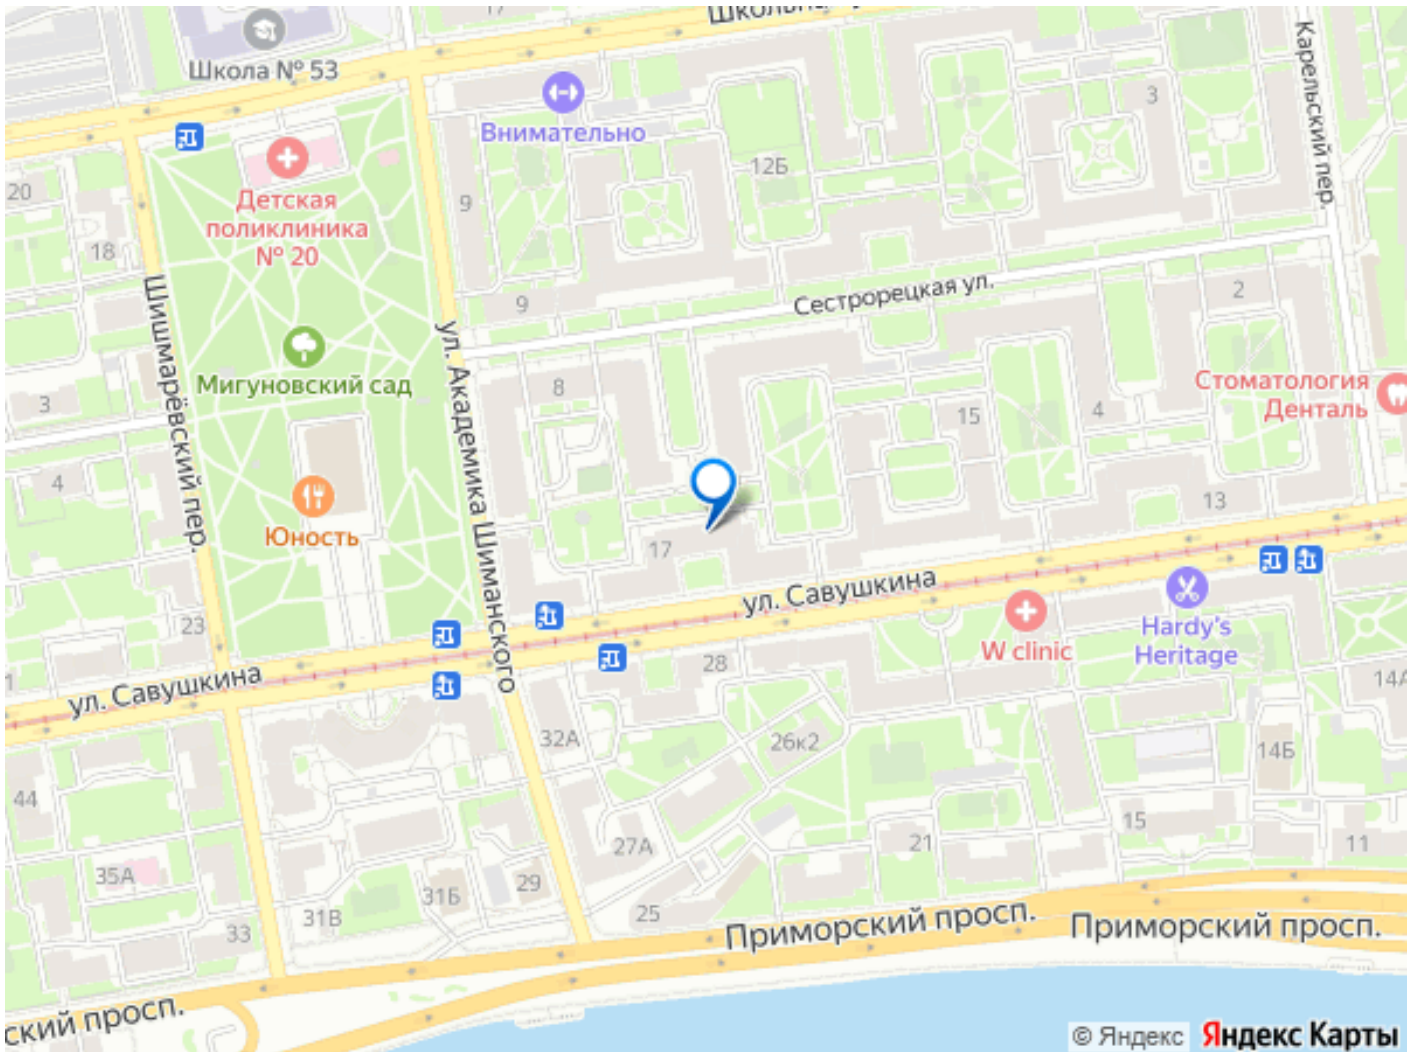 17
Школа № 53
Внимательно
3
Карельский пер.
12Б
20
Детская
поликлиника
№ 20
9
18
Шишмарёвский пер.
Сестрорецкая ул.
2
9
ул. Академика Шиманского
Мигуновский сад
8
Стоматология
Денталь
3
15
4
4
Юность
13
17
ул. Савушкина
W clinic
Hardy's
Heritage
23
28
ул. Савушкина
14А
32А
26к2
14Б
44
15
27А
21
11
35А
31Б
29
31В
25
33
Приморский просп.
Приморский просп.
ский просп.
© Яндекс Яндекс Карты